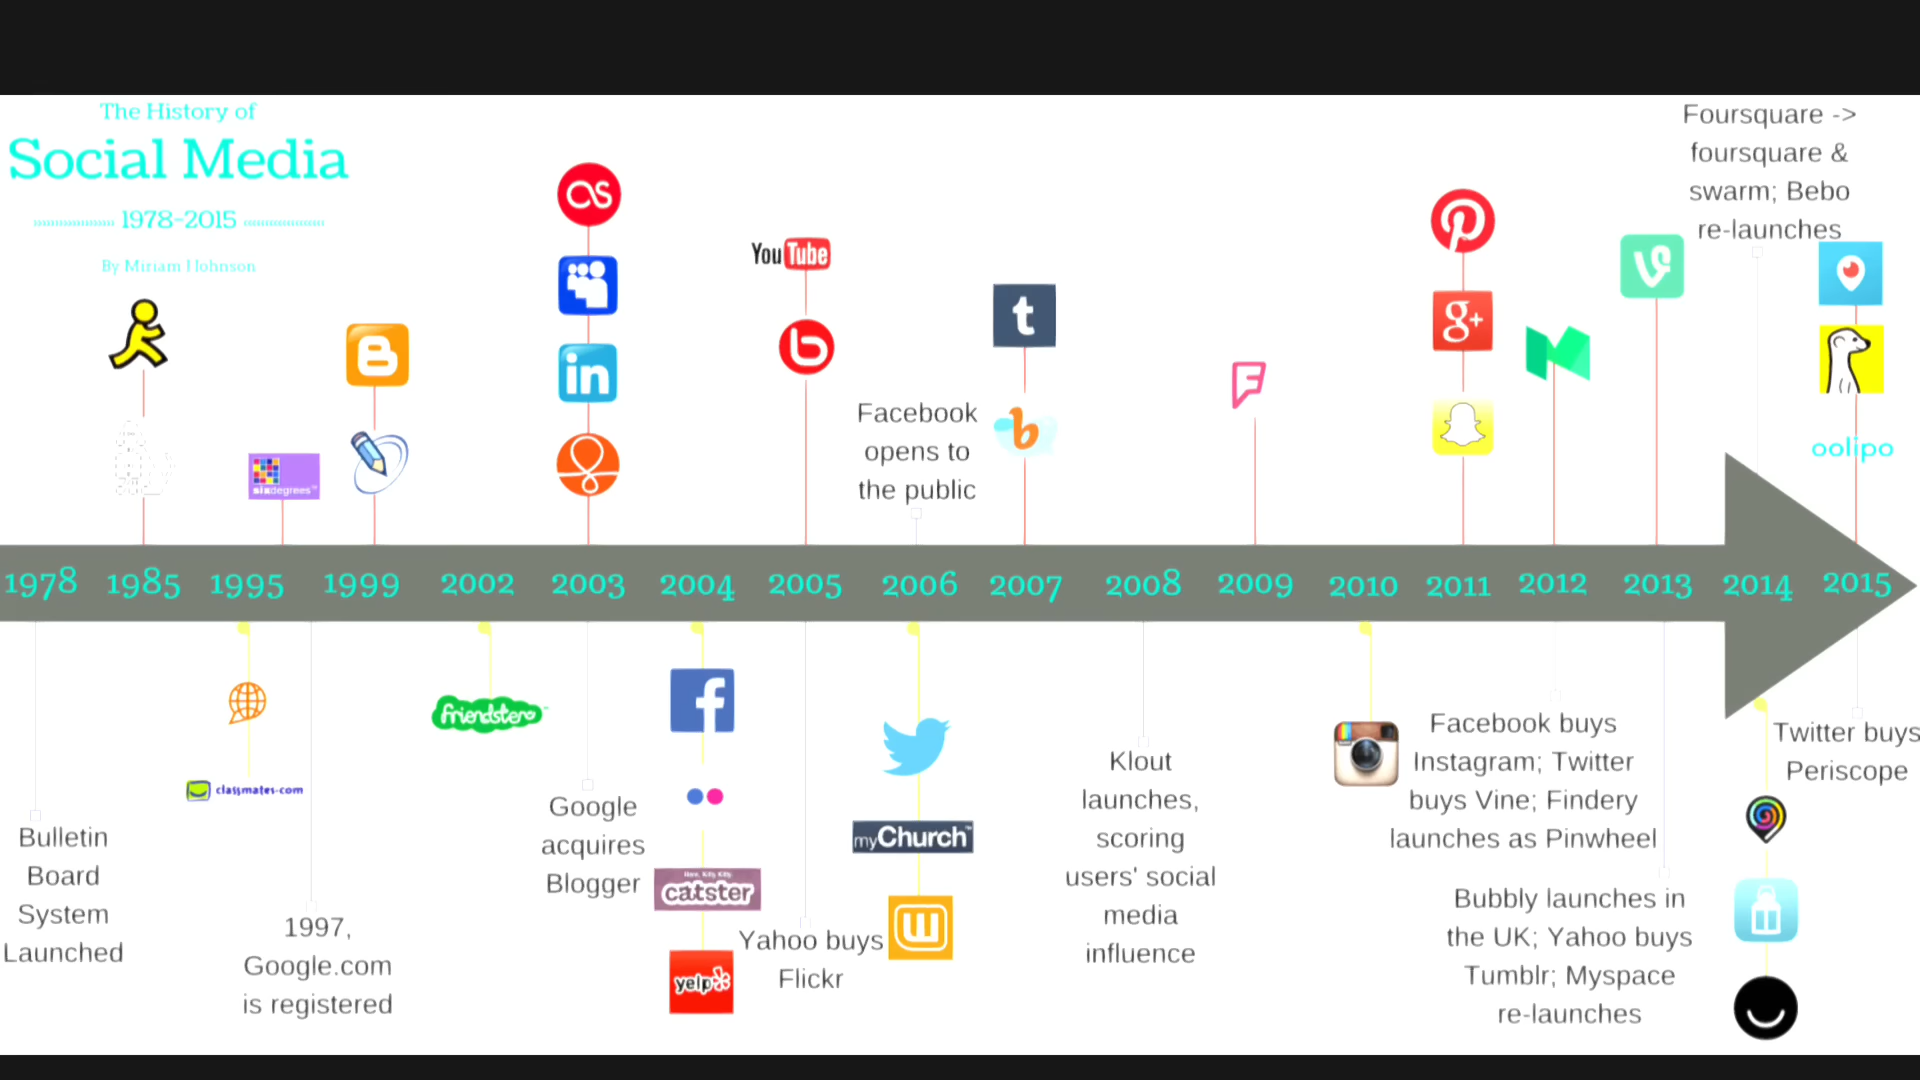 The History of
Social Media
1978-2015
By Miriam J Johnson
Foursquare ->
foursquare &
swarm; Bebo
re-launches
You Tube
sixdegrees™
Facebook
opens to
the public
oolipo
1978 1985 1995 1999 2002 2003 2004 2005 2006 2007 2008 2009 2010 2011 2012 2013 2014 2015
friendster
classmates.com
Bulletin
Board
System
Launched
1997,
Google.com
is registered
Google
acquires
Blogger
catster
yelp
Yahoo buys
Flickr
myChurch™
Klout
launches,
scoring
users' social
media
influence
Facebook buys
Instagram; Twitter
buys Vine; Findery
launches as Pinwheel
Bubbly launches in
the UK; Yahoo buys
Tumblr; Myspace
re-launches
Twitter buys
Periscope